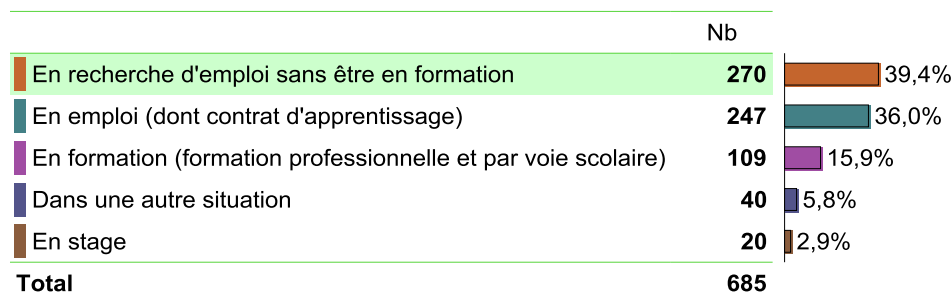 Nb
En recherche d'emploi sans être en formation 270 39,4%
En emploi (dont contrat d'apprentissage) 247 36,0%
En formation (formation professionnelle et par voie scolaire) 109 15,9%
Dans une autre situation 40 5,8%
En stage 20 2,9%
Total 685